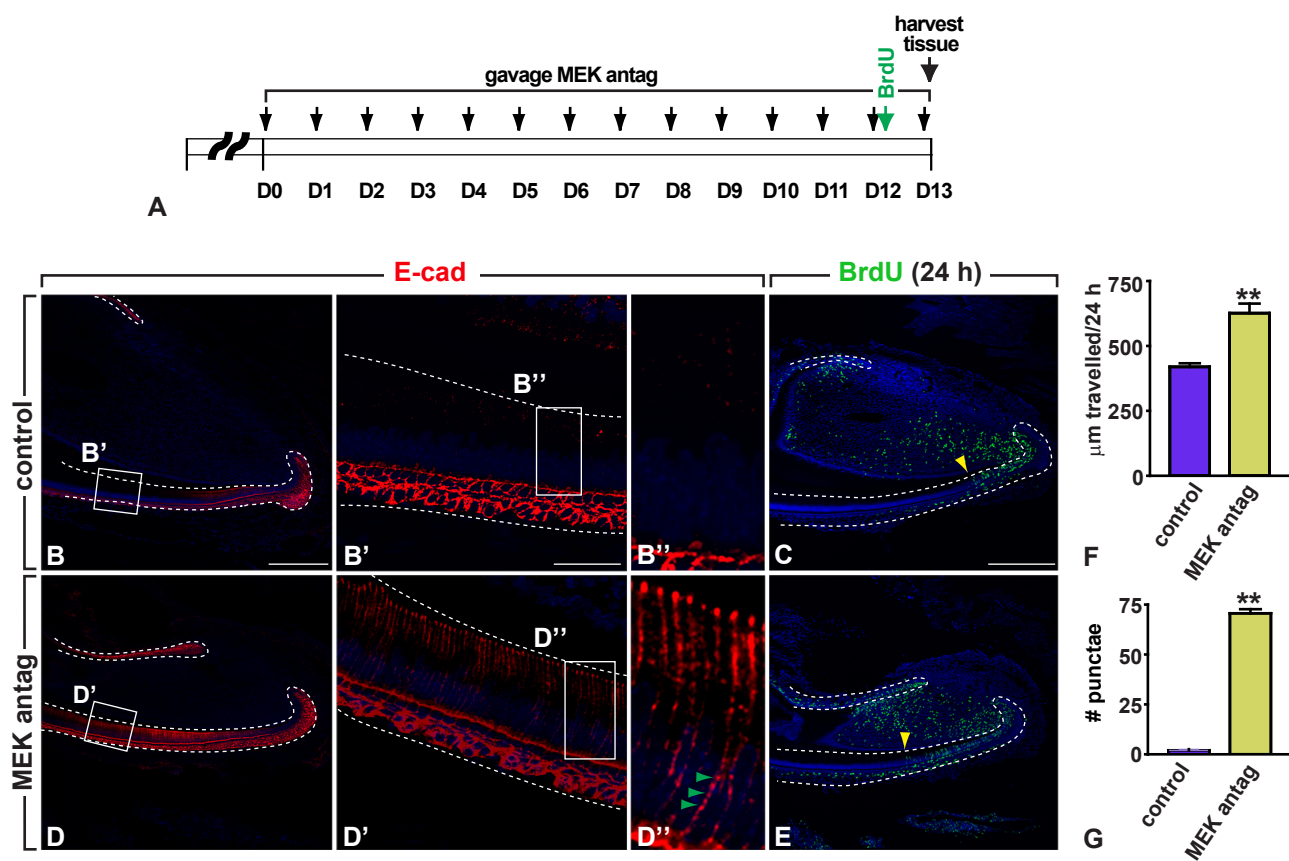 harvest
tissue
gavage MEK antag
BrdU
D0 D1 D2 D3 D4 D5 D6 D7 D8 D9 D10 D11 D12 D13
A
E-cad
BrdU (24 h)
control
B’
B
B’’
B’
B’’
C
MEK antag
D’
D
D’’
D’
D’’
E
µm travelled/24 h
750
500
250
0
**
control
MEK antag
F
# punctae
75
50
25
0
**
control
MEK antag
G